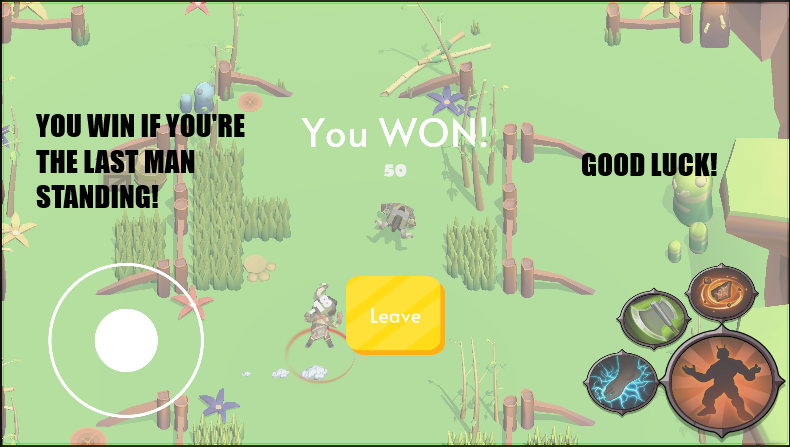 YOU WIN IF YOU'RE
THE LAST MAN
STANDING!
You WON!
50
GOOD LUCK!
Leave